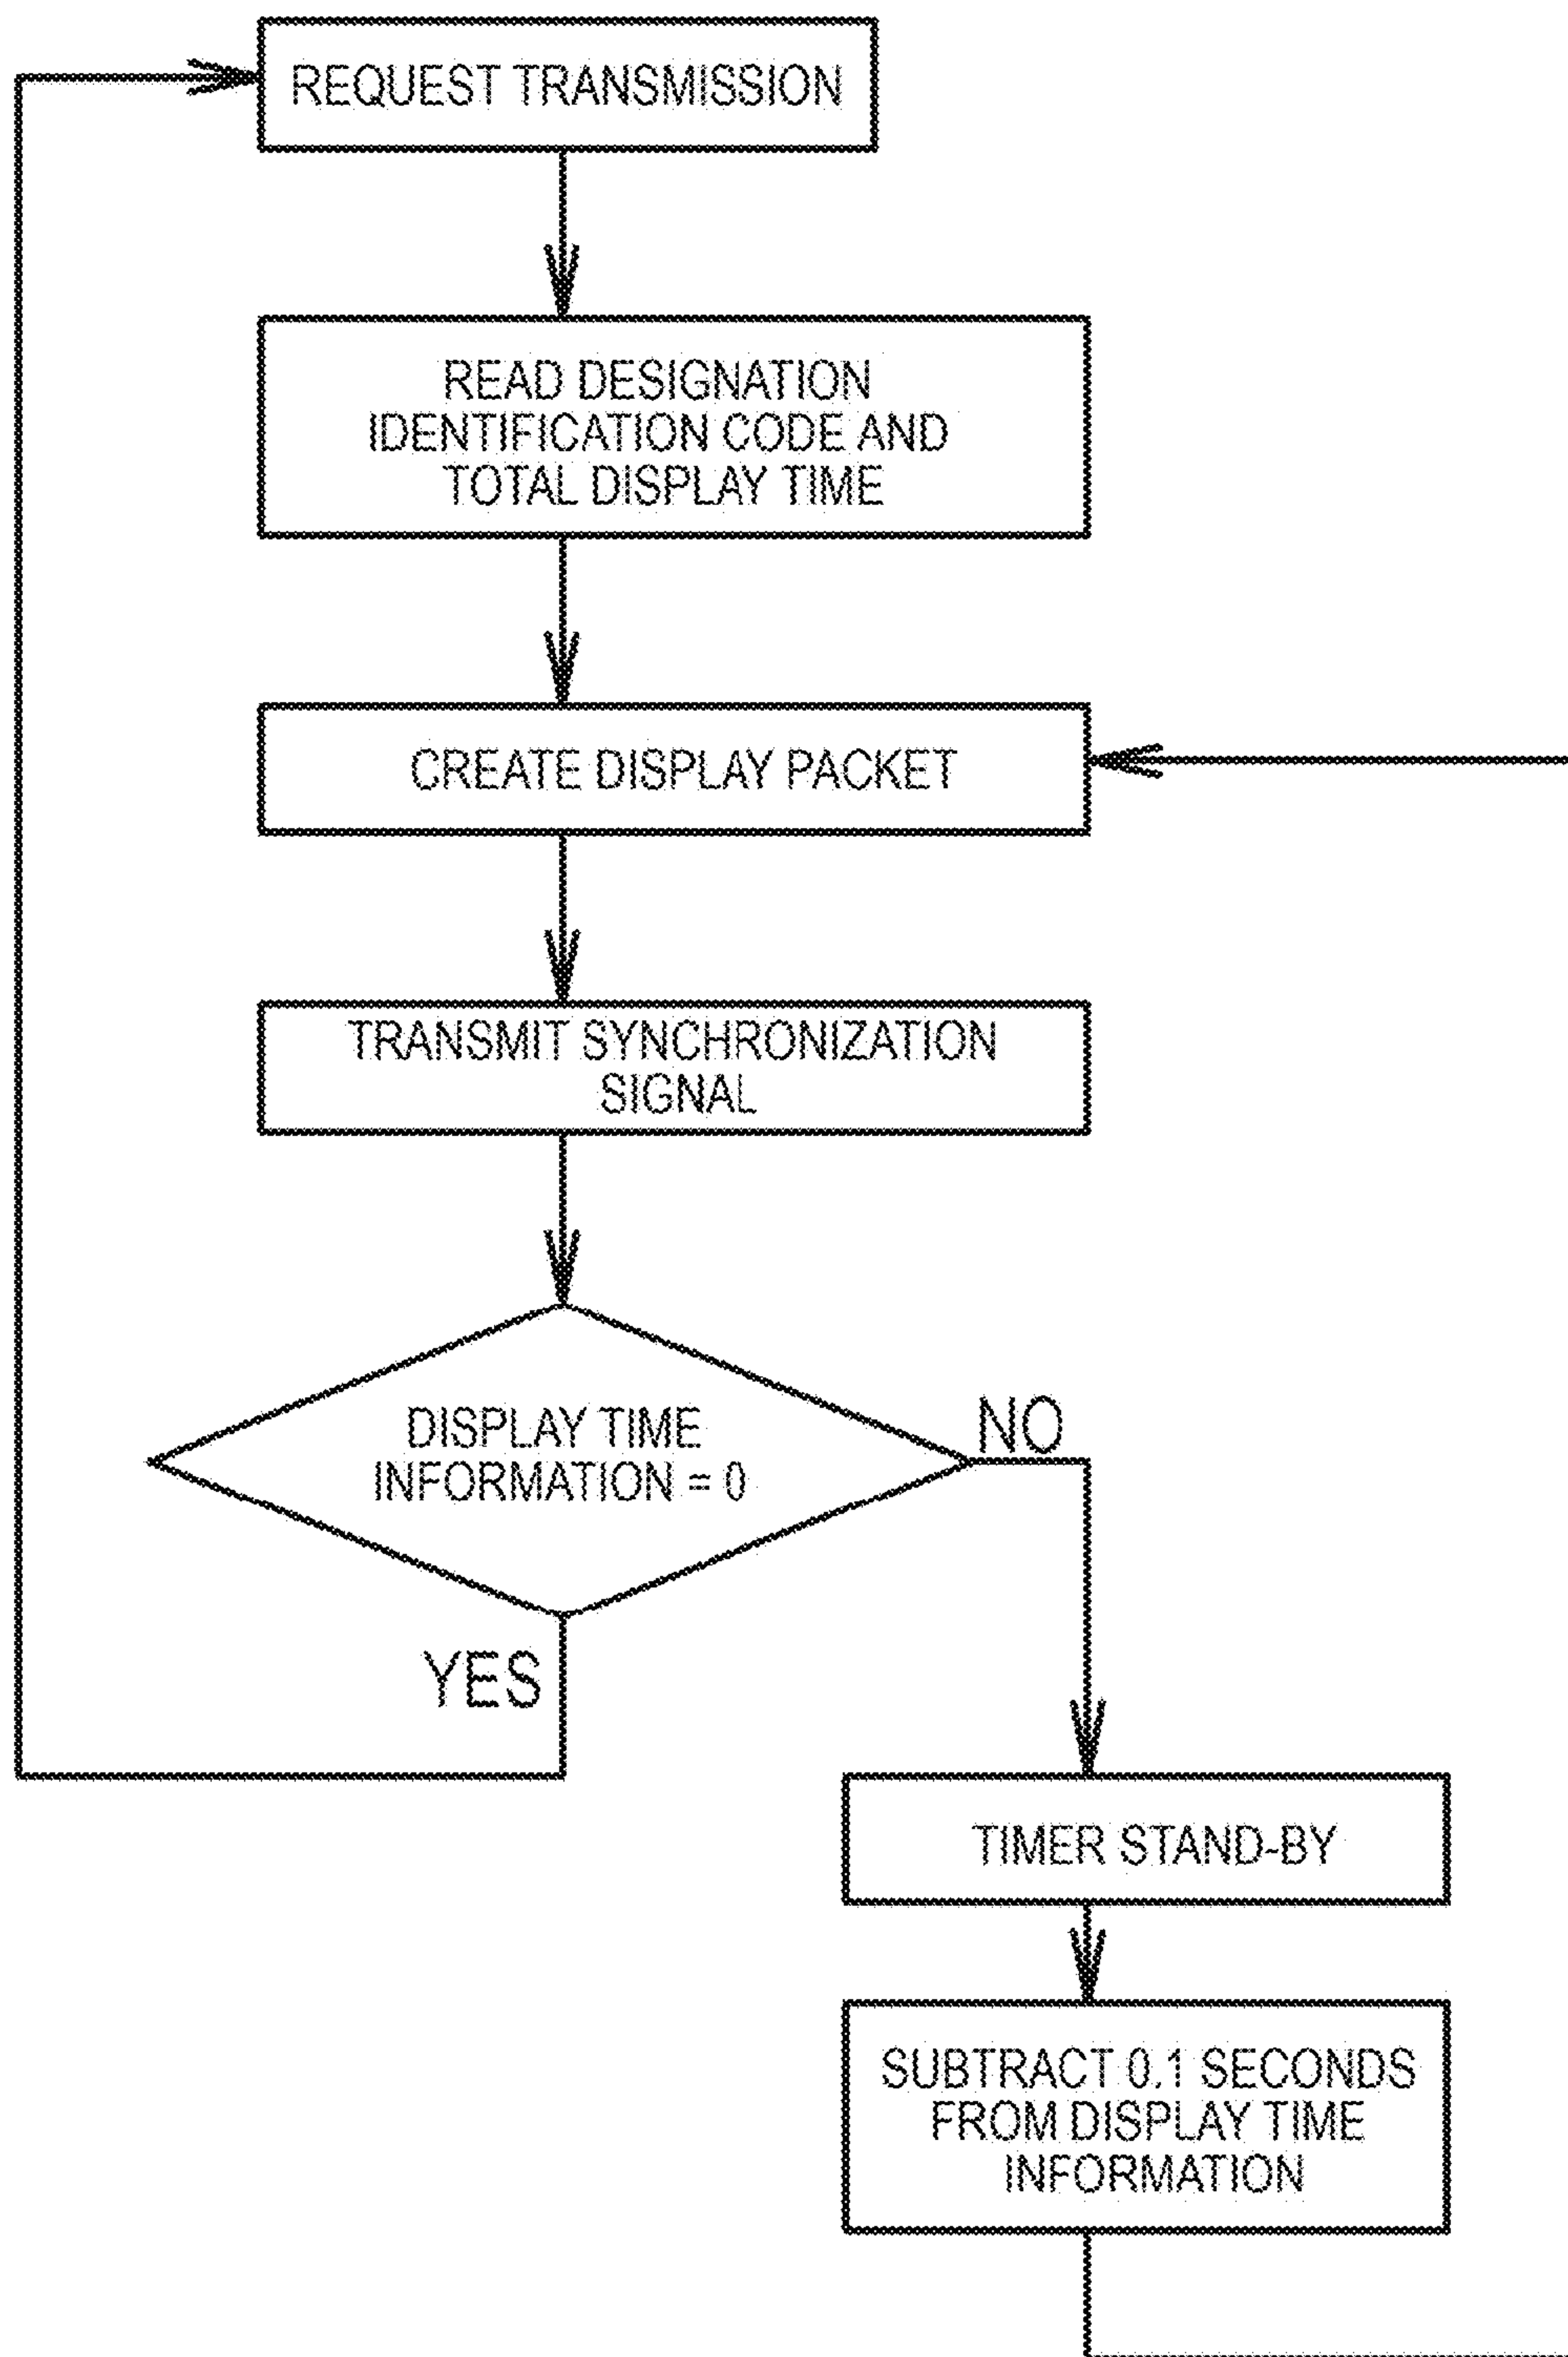 REQUEST TRANSMISSION
READ DESIGNATION
IDENTIFICATION CODE AND
TOTAL DISPLAY TIME
CREATE DISPLAY PACKET
TRANSMIT SYNCHRONIZATION
SIGNAL
DISPLAY TIME
INFORMATION = 0
NO
YES
TIMER STAND-BY
SUBTRACT 0.1 SECONDS
FROM DISPLAY TIME
INFORMATION